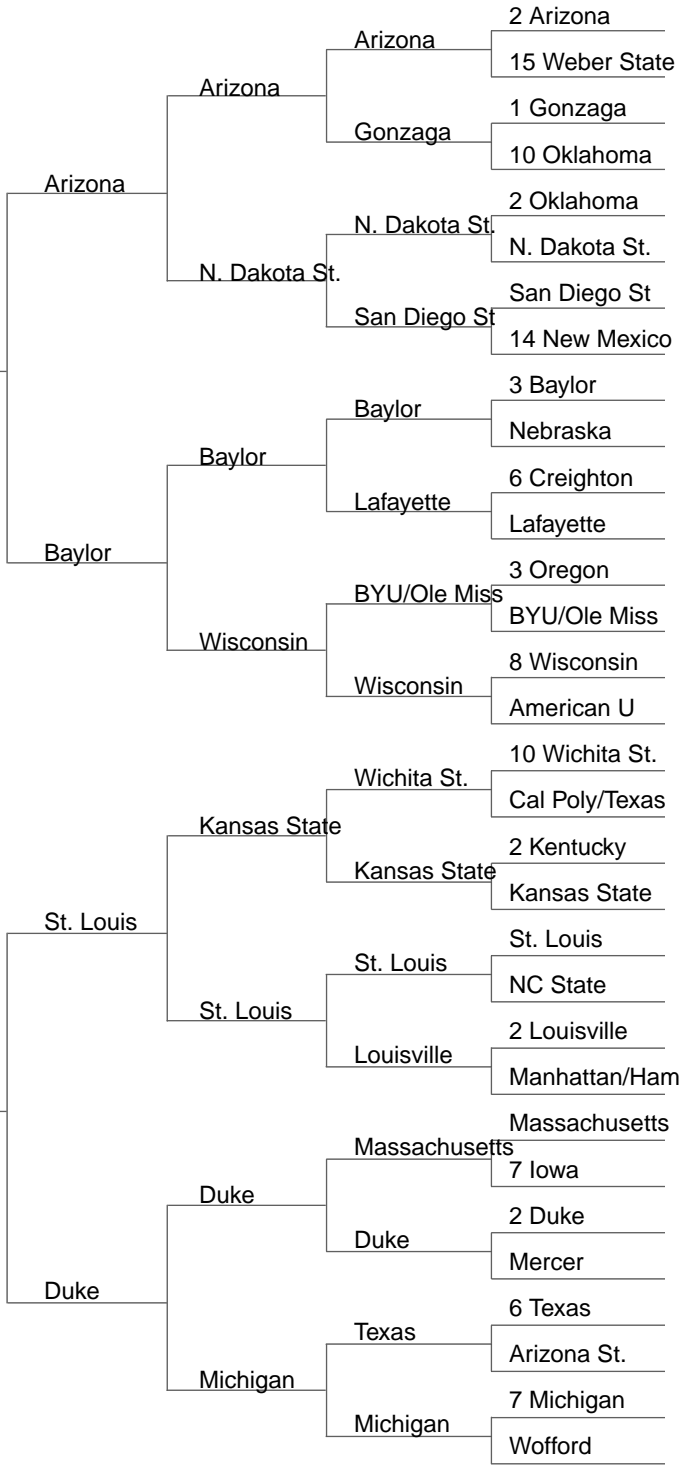 2 Arizona
Arizona
15 Weber State
Arizona
1 Gonzaga
Gonzaga
10 Oklahoma
Arizona
2 Oklahoma
N. Dakota St.
N. Dakota St.
N. Dakota St.
San Diego St
San Diego St
14 New Mexico
3 Baylor
Baylor
Nebraska
Baylor
6 Creighton
Lafayette
Lafayette
Baylor
3 Oregon
BYU/Ole Miss
BYU/Ole Miss
Wisconsin
8 Wisconsin
Wisconsin
American U
10 Wichita St.
Wichita St.
Cal Poly/Texas
Kansas State
2 Kentucky
Kansas State
Kansas State
St. Louis
St. Louis
St. Louis
NC State
St. Louis
2 Louisville
Louisville
Manhattan/Ham
Massachusetts
Massachusetts
7 Iowa
Duke
2 Duke
Duke
Mercer
Duke
6 Texas
Texas
Arizona St.
Michigan
7 Michigan
Michigan
Wofford